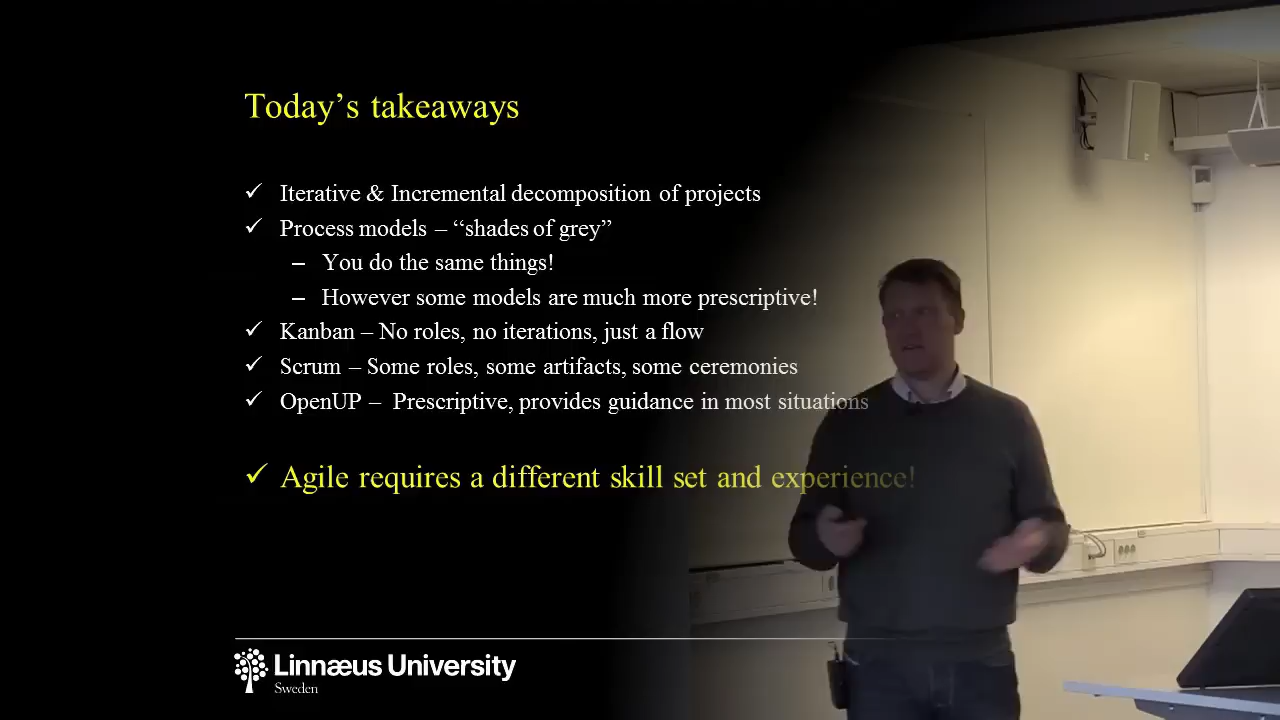 Today’s takeaways
✓ Iterative & Incremental decomposition of projects
✓ Process models – “shades of grey”
– You do the same things!
– However some models are much more prescriptive!
✓ Kanban – No roles, no iterations, just a flow
✓ Scrum – Some roles, some artifacts, some ceremonies
✓ OpenUP – Prescriptive, provides guidance in most situations
✓ Agile requires a different skill set and experience!
Linnæus University
Sweden